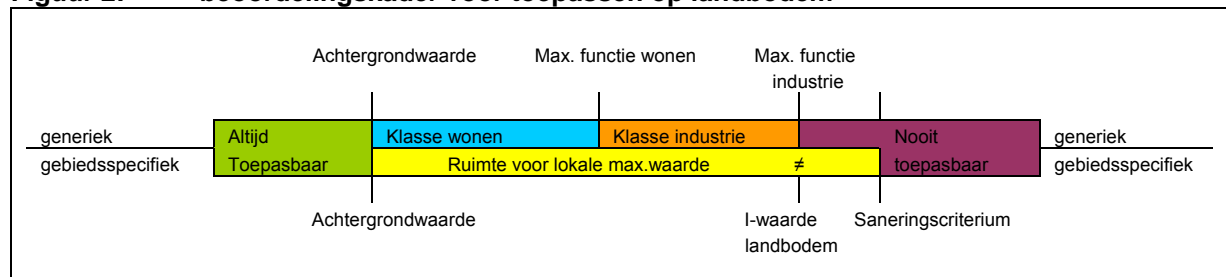 Achtergrondwaarde Max. functie wonen Max. functie
industrie
generiek Altijd Klasse wonen Klasse industrie Nooit generiek
gebiedsspecifiek Toepasbaar Ruimte voor lokale max.waarde ≠ toepasbaar gebiedsspecifiek
Achtergrondwaarde I-waarde Saneringscriterium
landbodem